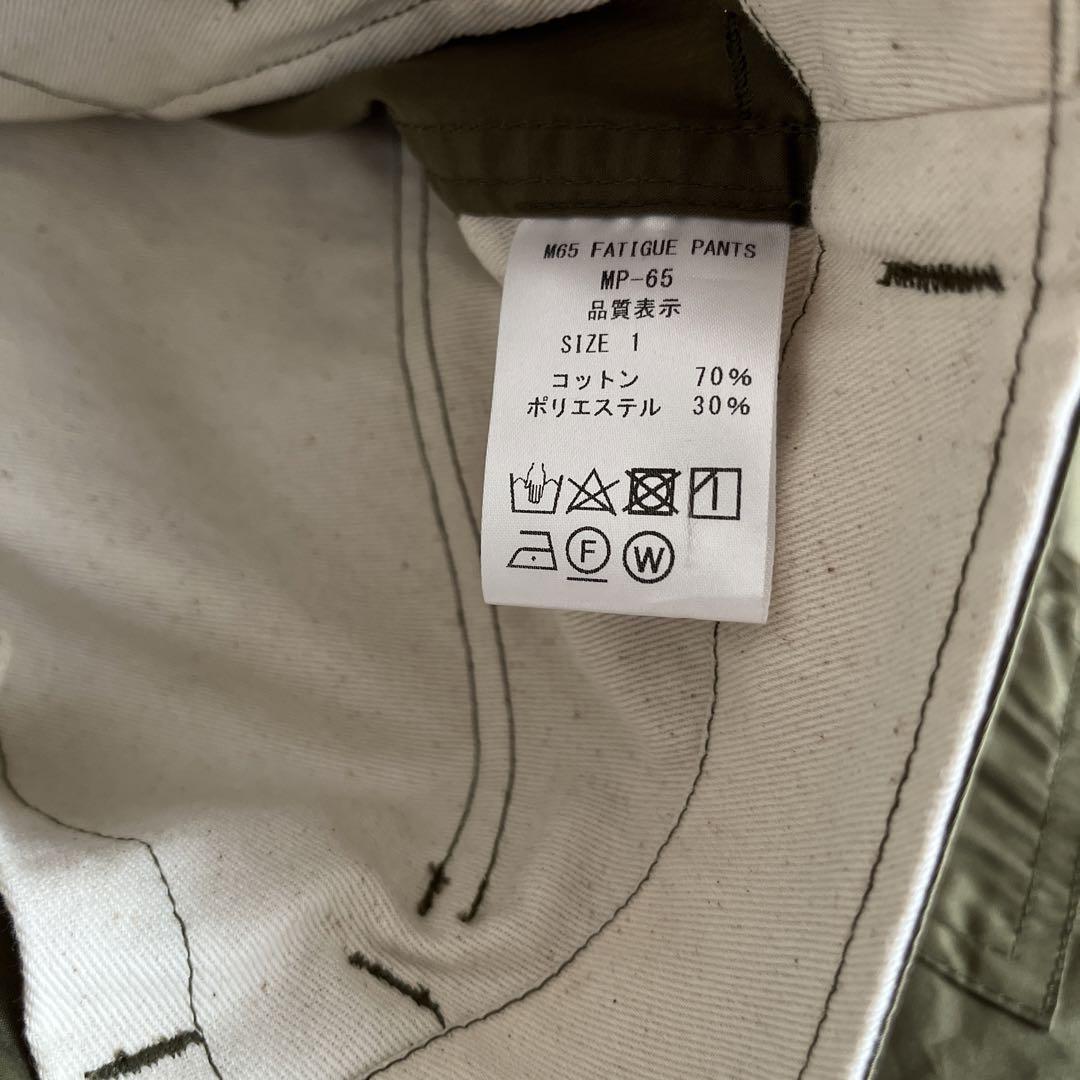 M65 FATIGUE PANTS
MP-65
品質表示
SIZE 1
コットン 70%
ポリエステル 30%
F
W